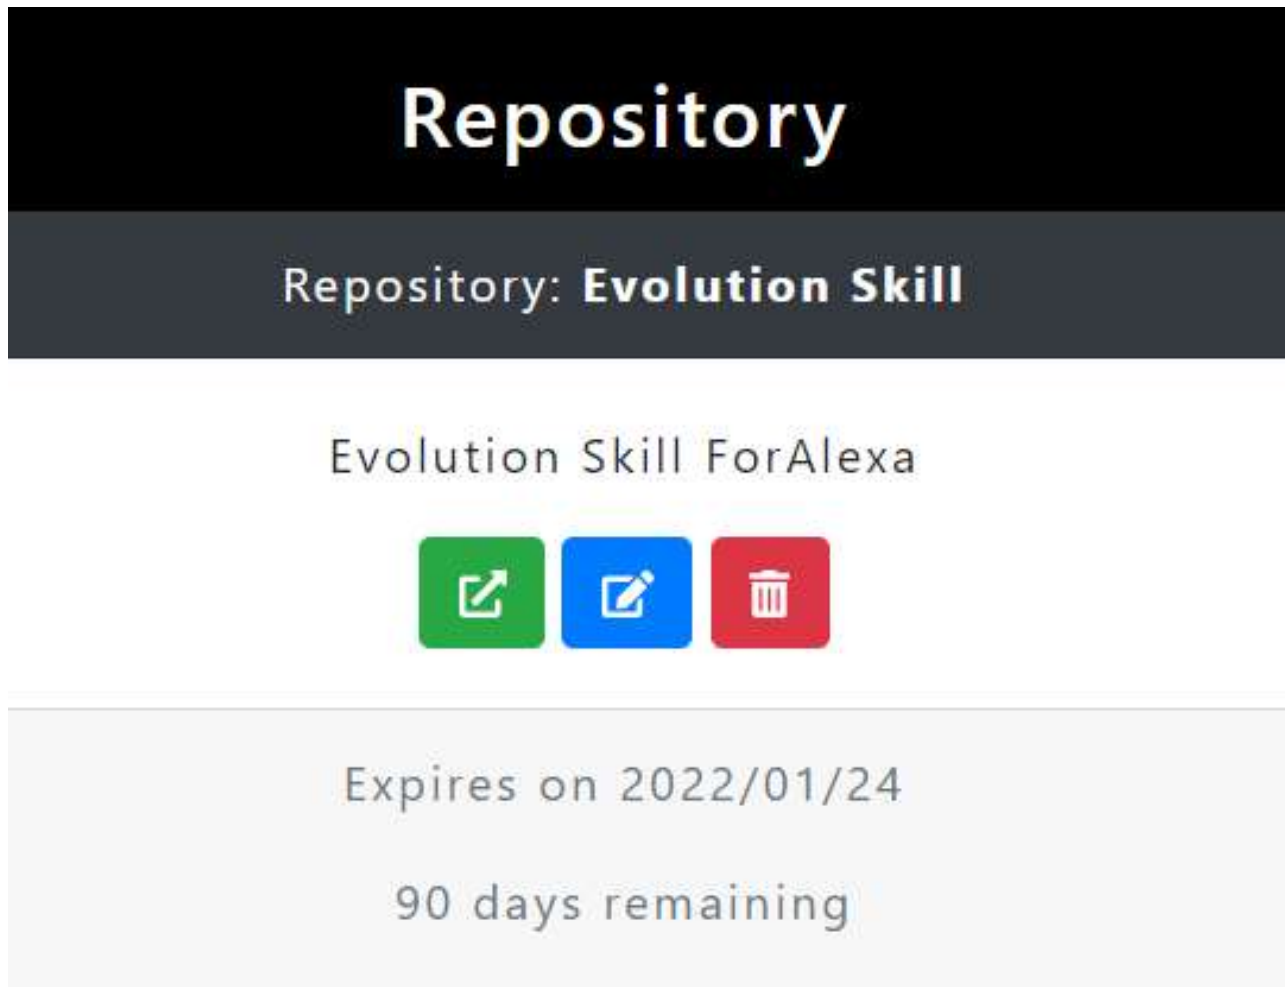 Repository
Repository: Evolution Skill
Evolution Skill ForAlexa
Expires on 2022/01/24
90 days remaining